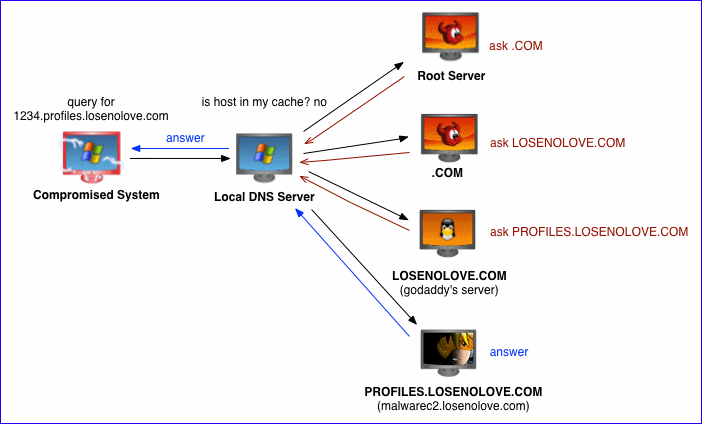 query for
1234.profiles.losenolove.com
Compromised System
answer
is host in my cache? no
Local DNS Server
ask .COM
Root Server
ask LOSENOLOVE.COM
.COM
ask PROFILES.LOSENOLOVE.COM
LOSENOLOVE.COM
(godaddy's server)
answer
PROFILES.LOSENOLOVE.COM
(malwarec2.losenolove.com)